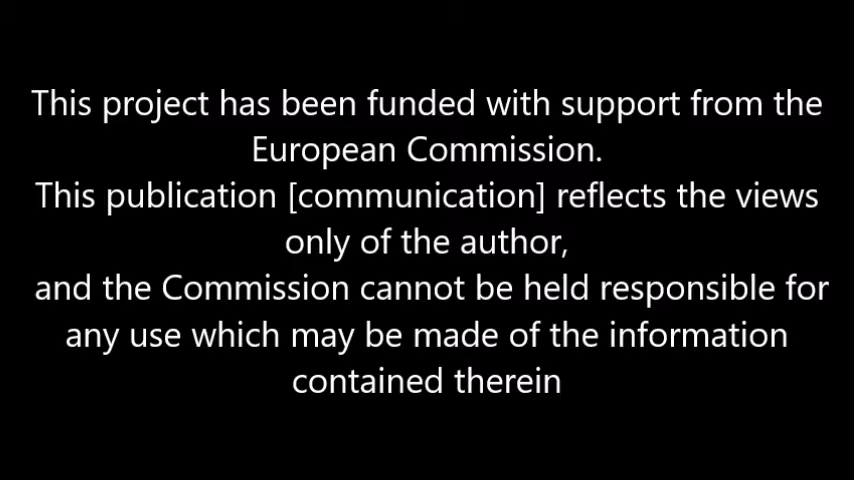 This project has been funded with support from the
European Commission.
This publication [communication] reflects the views
only of the author,
and the Commission cannot be held responsible for
any use which may be made of the information
contained therein